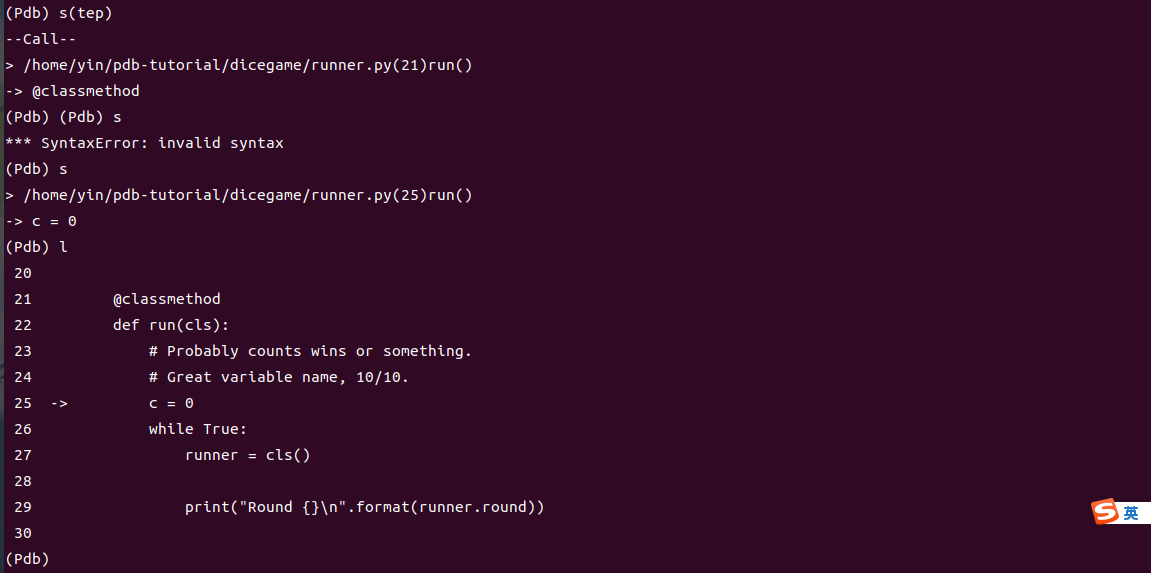 (Pdb) s(tep)
--Call--
> /home/yin/pdb-tutorial/dicegame/runner.py(21)run()
-> @classmethod
(Pdb) (Pdb) s
*** SyntaxError: invalid syntax
(Pdb) s
> /home/yin/pdb-tutorial/dicegame/runner.py(25)run()
-> c = 0
(Pdb) l
 20
 21         @classmethod
 22         def run(cls):
 23             # Probably counts wins or something.
 24             # Great variable name, 10/10.
 25  ->         c = 0
 26             while True:
 27                 runner = cls()
 28
 29                 print("Round {}\n".format(runner.round))
 30
(Pdb)
S 英